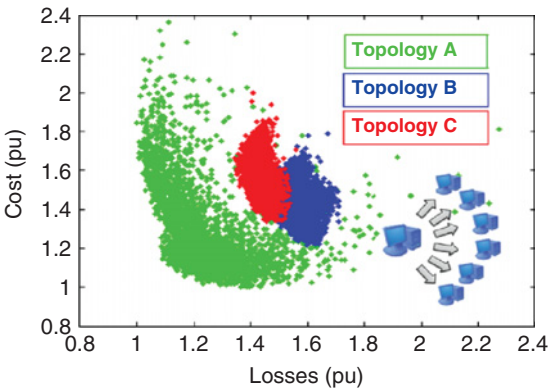 2.4
2.2
2
1.8
1.6
1.4
1.2
1
0.8
Cost (pu)
Topology A
Topology B
Topology C
0.8 1 1.2 1.4 1.6 1.8 2 2.2 2.4
Losses (pu)